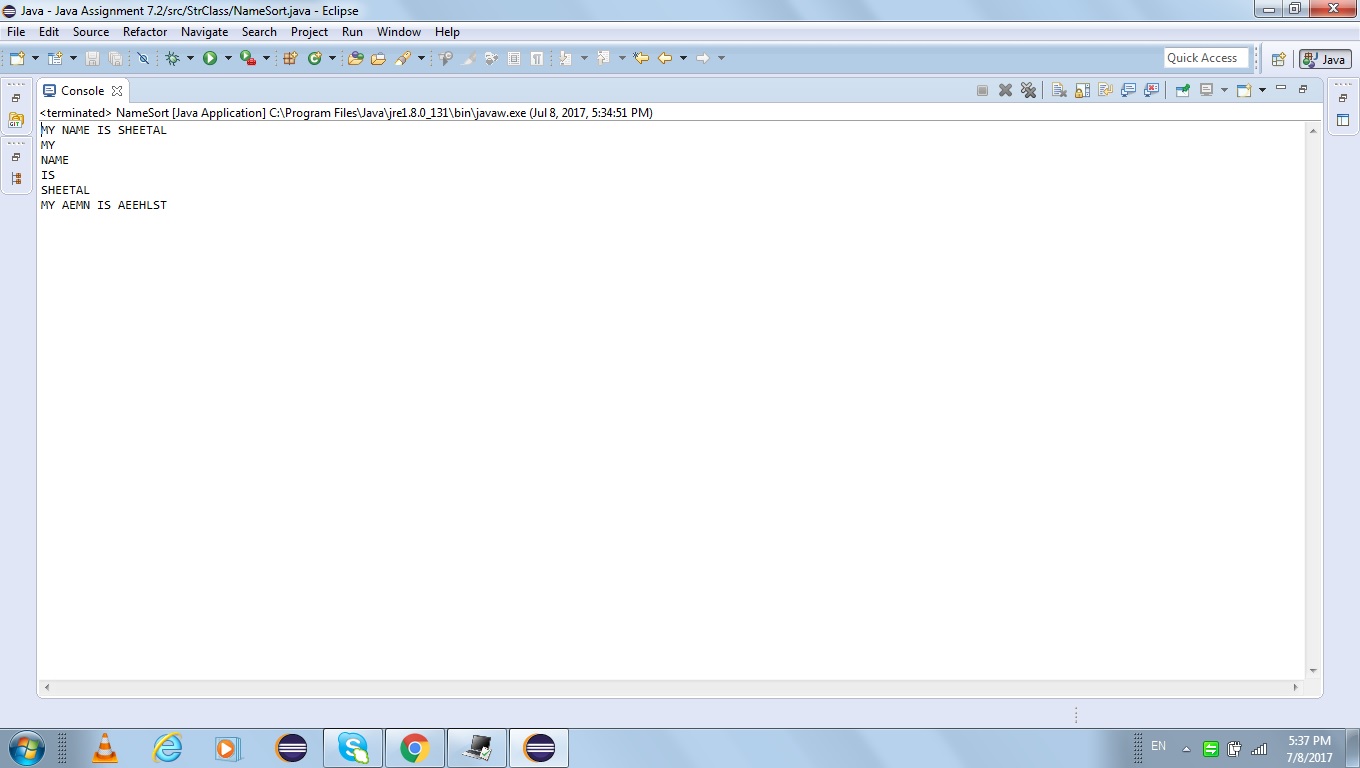 Java - Java Assignment 7.2/src/StrClass/NameSort.java - Eclipse
File Edit Source Refactor Navigate Search Project Run Window Help
Quick Access
Java
Console
<terminated> NameSort [Java Application] C:\Program Files\Java\jre1.8.0_131\bin\javaw.exe (Jul 8, 2017, 5:34:51 PM)
MY NAME IS SHEETAL
MY
NAME
IS
SHEETAL
MY AEMN IS AEEHLST
EN
5:37 PM
7/8/2017